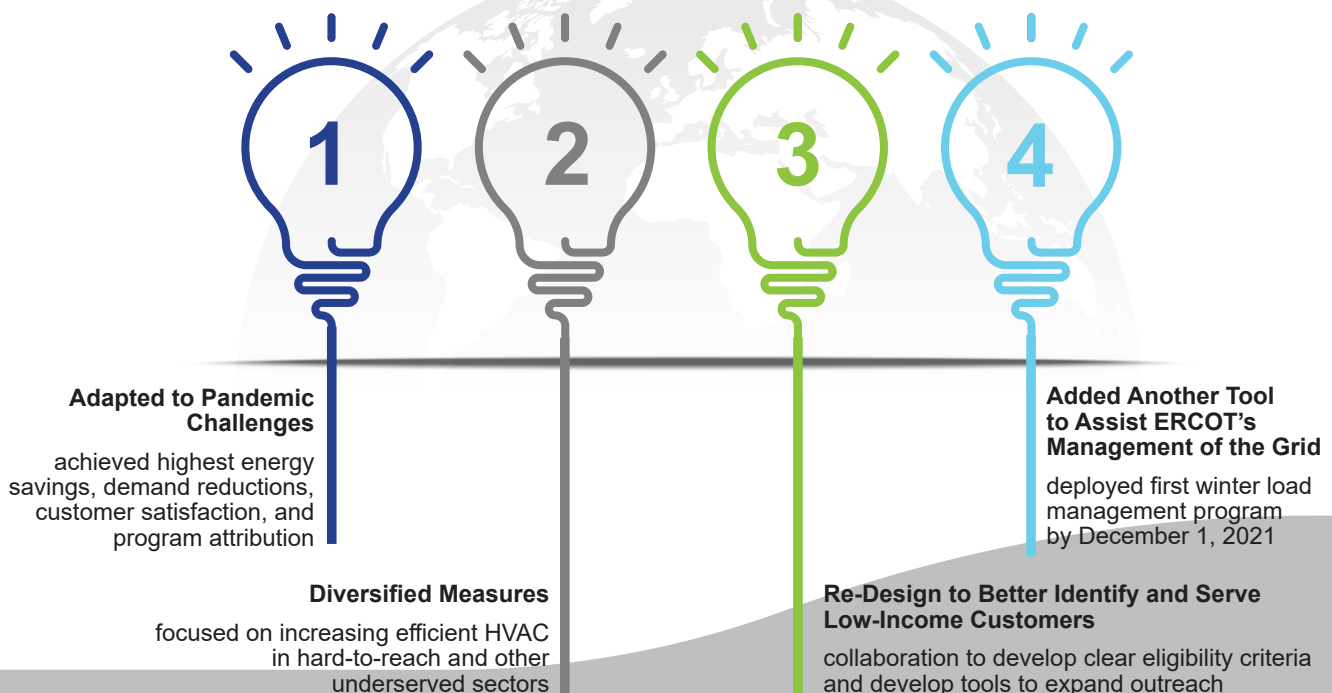 1
2
3
4
Adapted to Pandemic
Challenges
achieved highest energy
savings, demand reductions,
customer satisfaction, and
program attribution
Diversified Measures
focused on increasing efficient HVAC
in hard-to-reach and other
underserved sectors
Re-Design to Better Identify and Serve
Low-Income Customers
collaboration to develop clear eligibility criteria
and develop tools to expand outreach
Added Another Tool
to Assist ERCOT’s
Management of the Grid
deployed first winter load
management program
by December 1, 2021